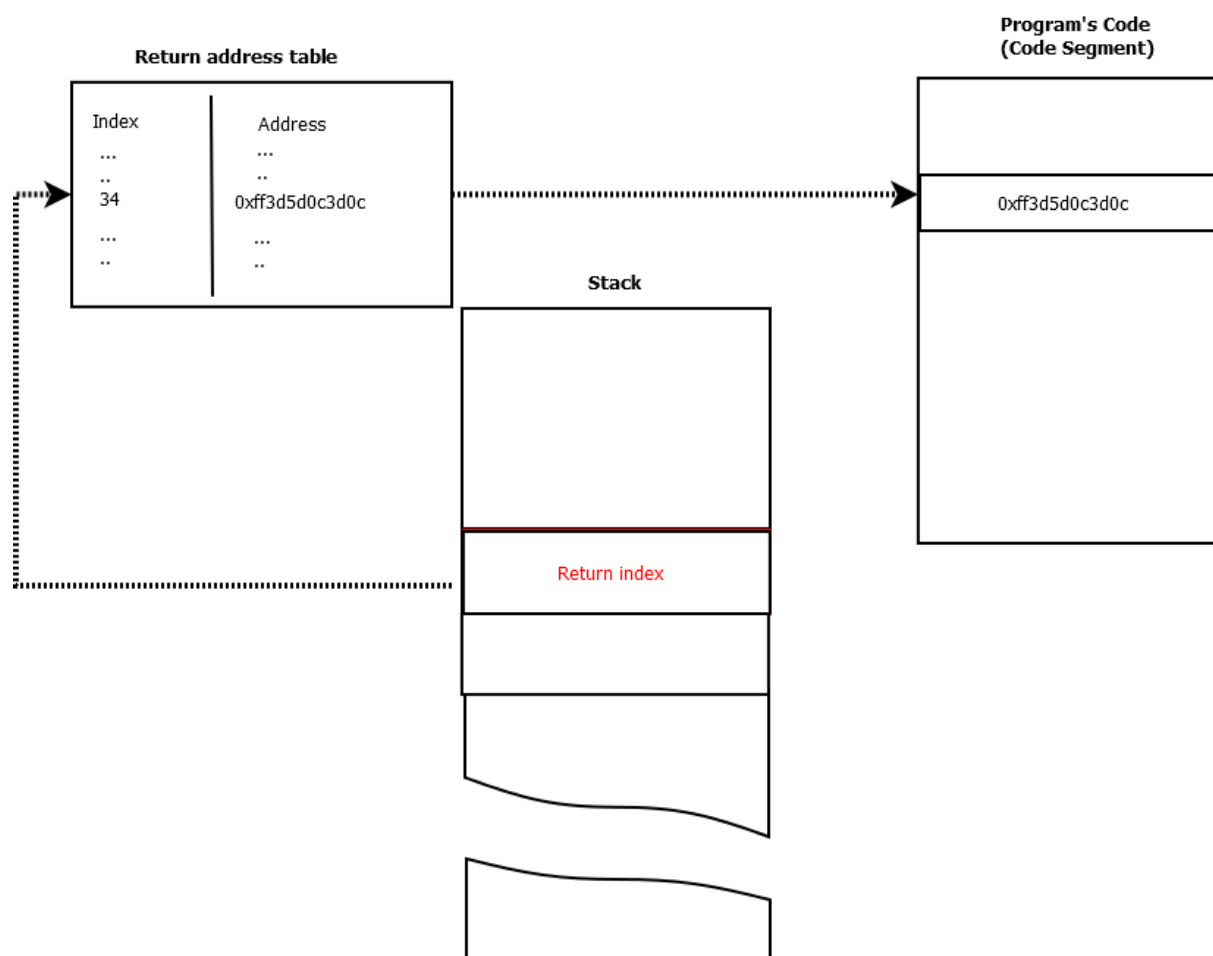 Program's Code
(Code Segment)
Return address table
Index
Address
...
...
..
..
34
0xff3d5d0c3d0c
0xff3d5d0c3d0c
...
...
..
..
Stack
Return index